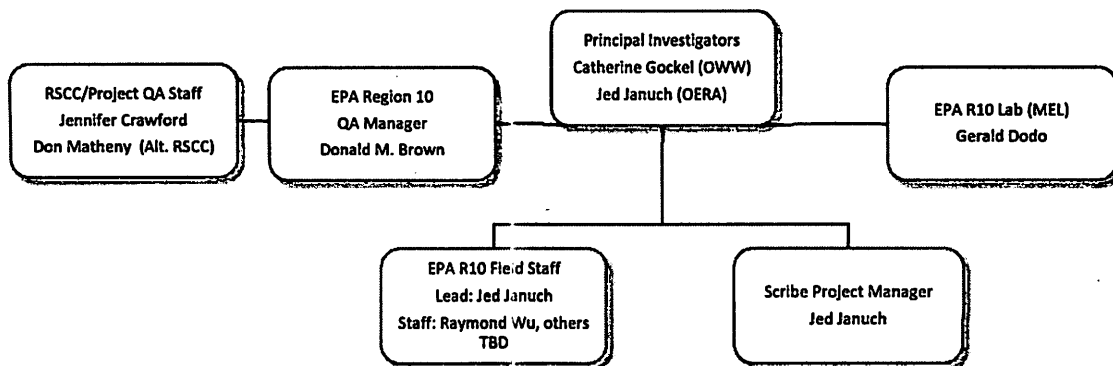 Principal Investigators
Catherine Gockel (OWW)
Jed Januch (OERA)
RSCC/Project QA Staff
Jennifer Crawford
Don Matheny (Alt. RSCC)
EPA Region 10
QA Manager
Donald M. Brown
EPA R10 Lab (MEL)
Gerald Dodo
EPA R10 Field Staff
Lead: Jed Januch
Staff: Raymond Wu, others
TBD
Scribe Project Manager
Jed Januch